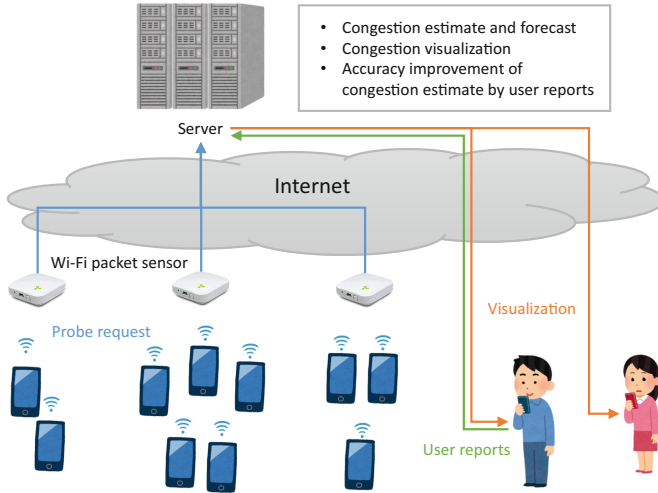 • Congestion estimate and forecast
• Congestion visualization
• Accuracy improvement of
congestion estimate by user reports
Server
Internet
Wi-Fi packet sensor
Visualization
Probe request
User reports